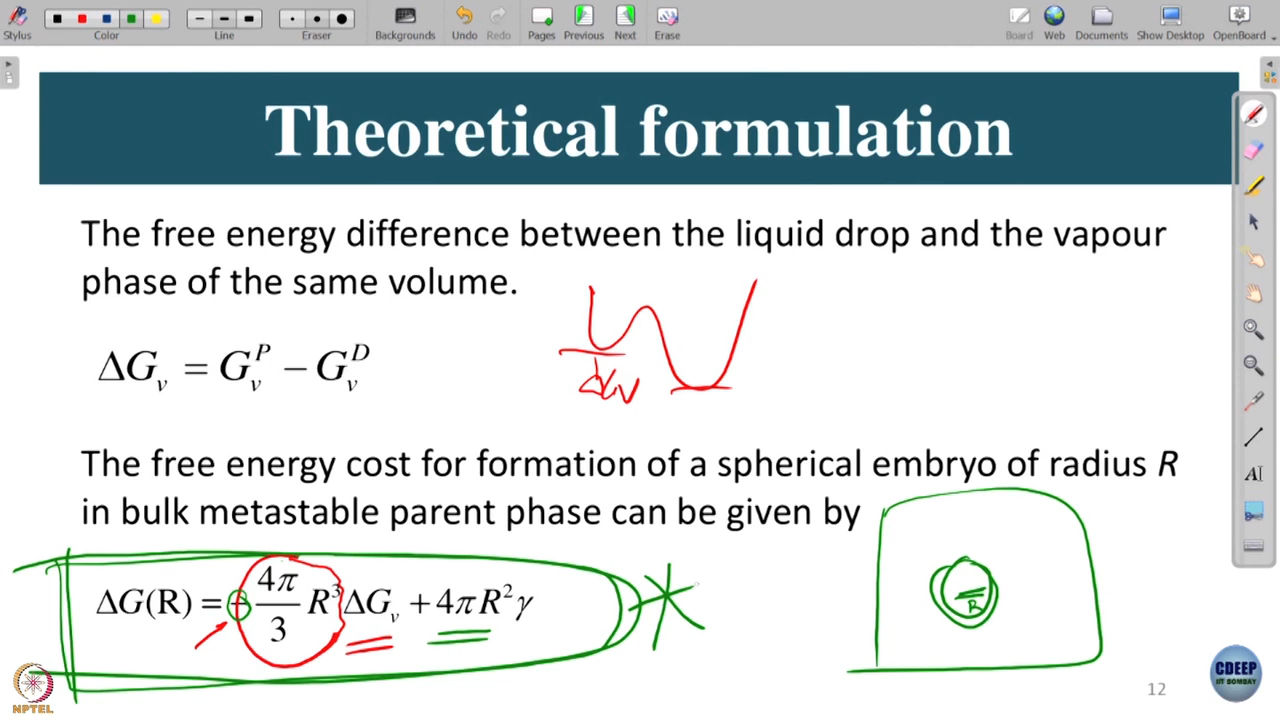 Stylus
Color
Line
Eraser
Backgrounds
Undo
Redo
Pages
Previous
Next
Erase
Board
Web
Documents
Show Desktop
OpenBoard
Theoretical formulation
The free energy difference between the liquid drop and the vapour
phase of the same volume.
ΔG_v = G_v^P − G_v^D
ΔGv
The free energy cost for formation of a spherical embryo of radius R
in bulk metastable parent phase can be given by
ΔG(R) = − 4π/3 R³ ΔG_v + 4π R² γ
R
NPTEL
12
CDEEP
IIT BOMBAY